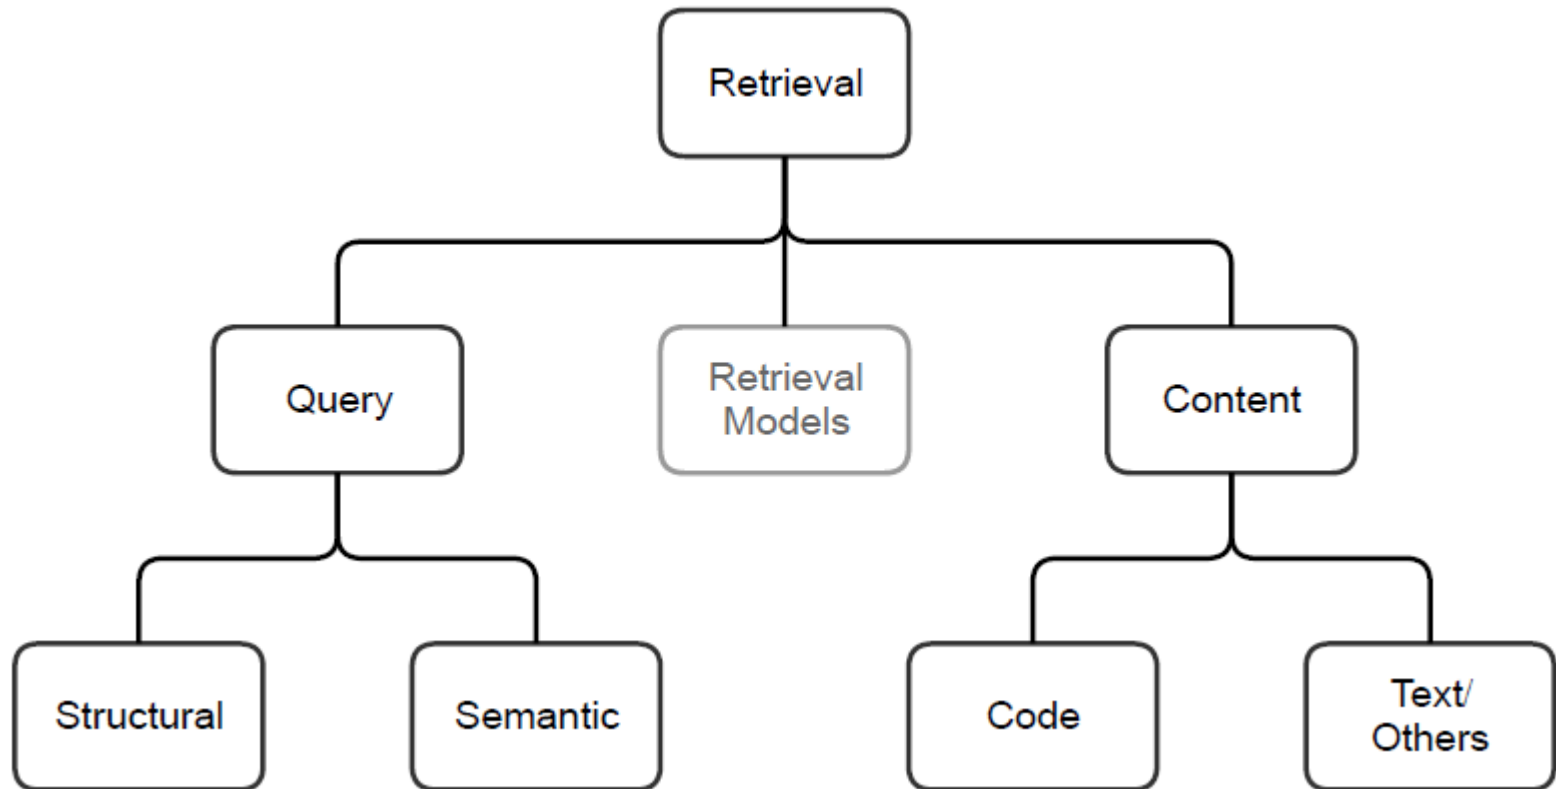 Retrieval
Query
Retrieval
Models
Content
Structural
Semantic
Code
Text/
Others